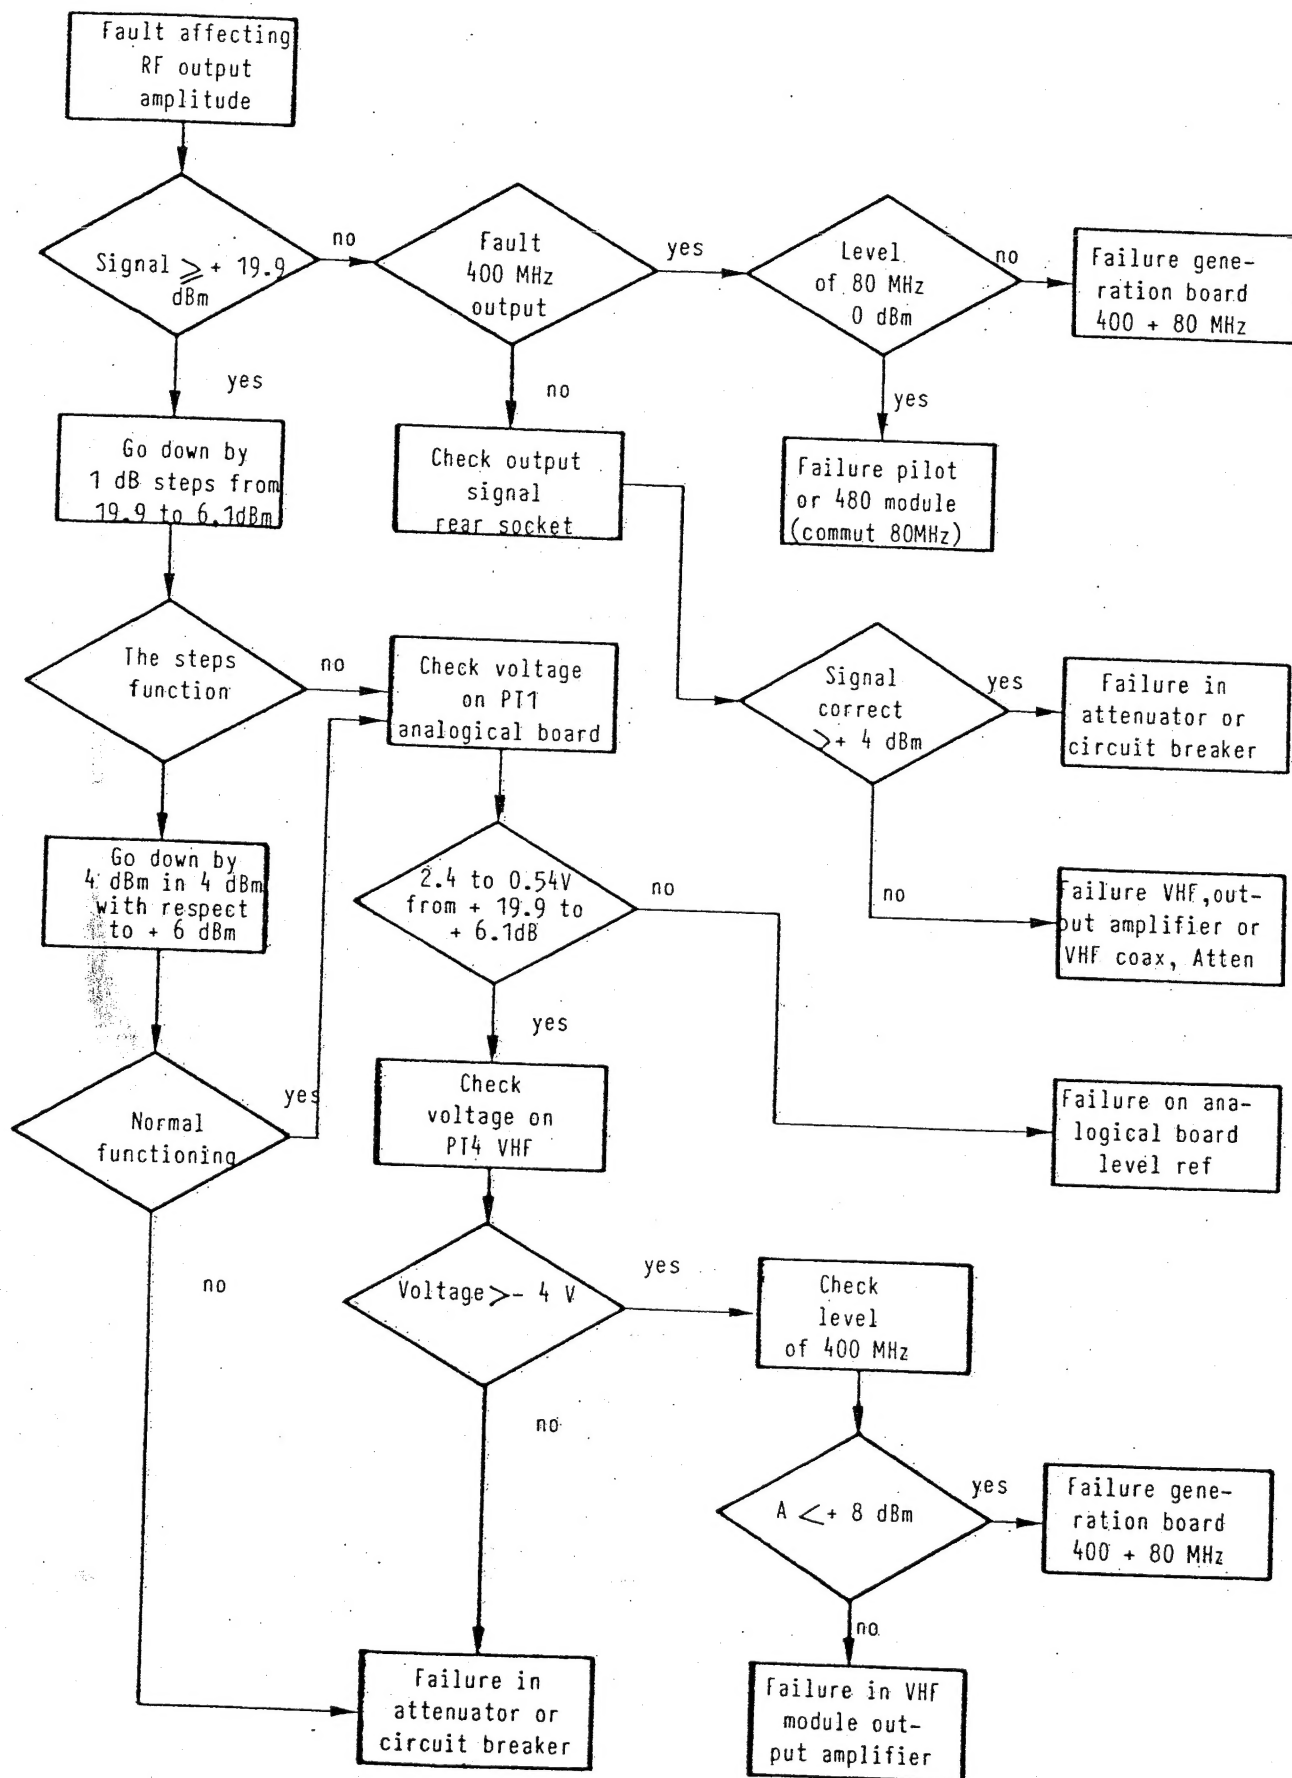 Fault affecting
RF output
amplitude
Signal ⩾ + 19.9
dBm
no
Fault
400 MHz
output
yes
Level
of 80 MHz
0 dBm
no
Failure gene-
ration board
400 + 80 MHz
yes
no
yes
Go down by
1 dB steps from
19.9 to 6.1dBm
Check output
signal
rear socket
Failure pilot
or 480 module
(commut 80MHz)
The steps
function
no
Check voltage
on PT1
analogical board
Signal
correct
>+ 4 dBm
yes
Failure in
attenuator or
circuit breaker
Go down by
4 dBm in 4 dBm
with respect
to + 6 dBm
2.4 to 0.54V
from + 19.9 to
+ 6.1dB
no
no
Failure VHF,out-
put amplifier or
VHF coax, Atten
yes
Normal
functioning
yes
Check
voltage on
PT4 VHF
Failure on ana-
logical board
level ref
no
Voltage >- 4 V
yes
Check
level
of 400 MHz
no
A <+ 8 dBm
yes
Failure gene-
ration board
400 + 80 MHz
no
Failure in
attenuator or
circuit breaker
Failure in VHF
module out-
put amplifier